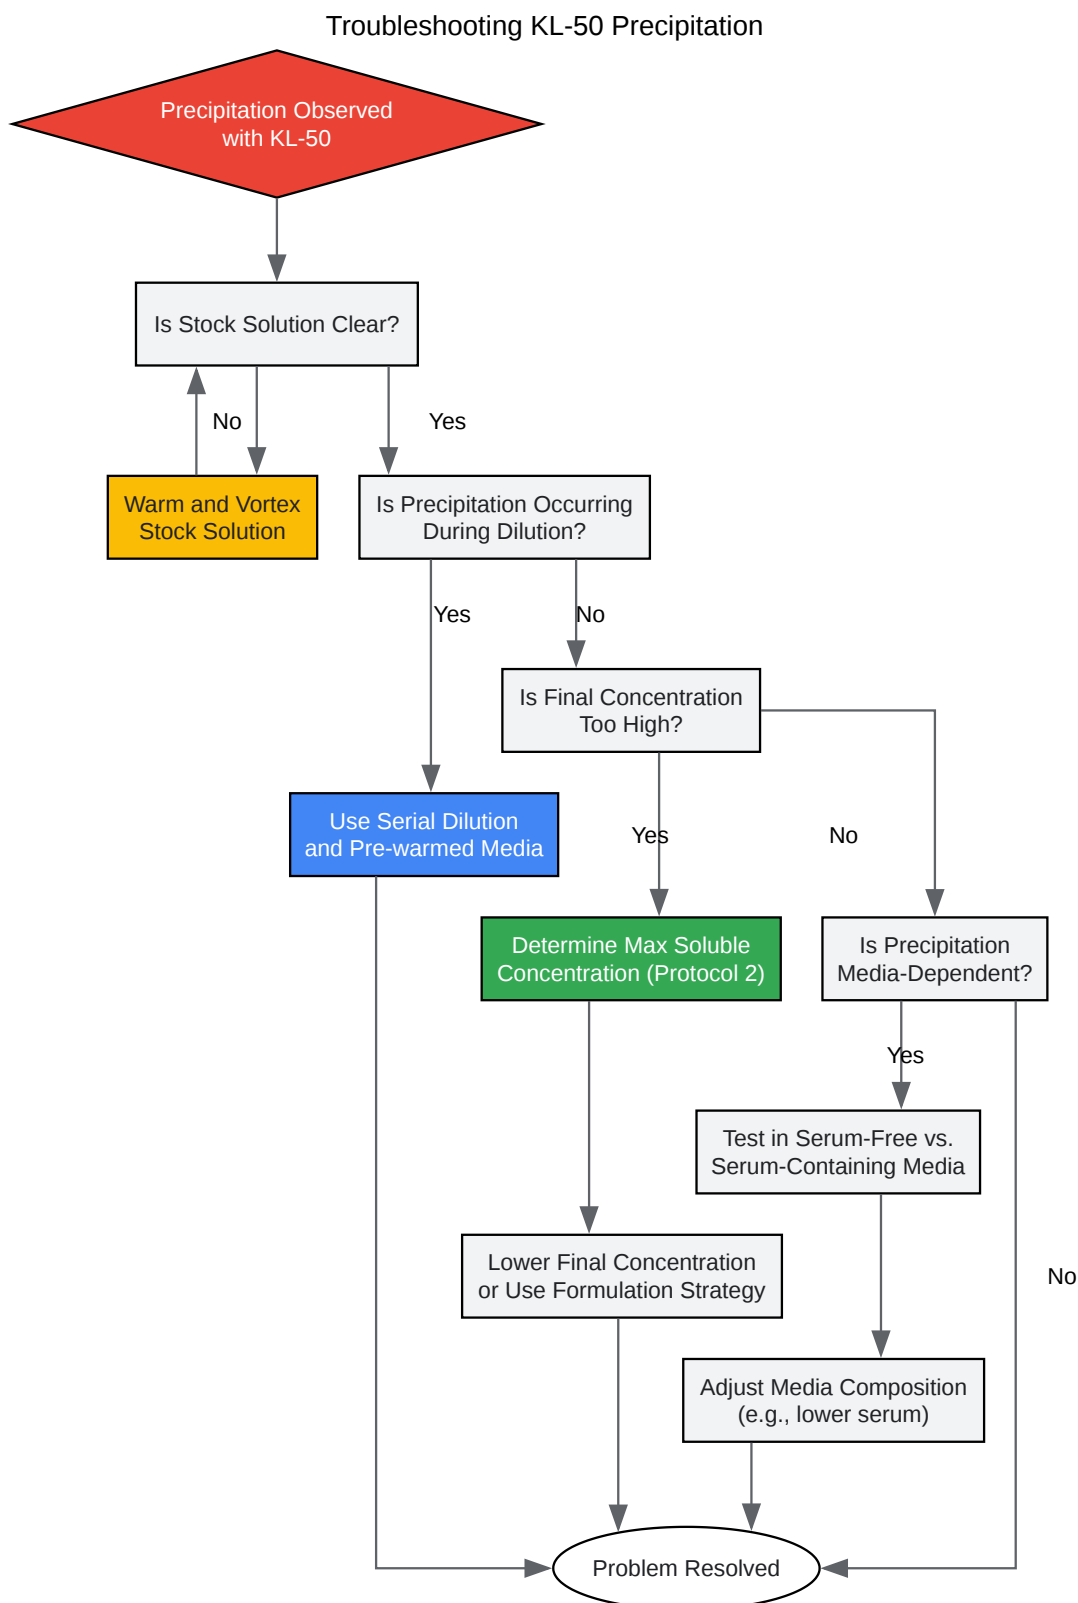 Troubleshooting KL-50 Precipitation
Precipitation Observed
with KL-50
Is Stock Solution Clear?
No
Yes
Warm and Vortex
Stock Solution
Is Precipitation Occurring
During Dilution?
Yes
No
Is Final Concentration
Too High?
Use Serial Dilution
and Pre-warmed Media
Yes
No
Determine Max Soluble
Concentration (Protocol 2)
Is Precipitation
Media-Dependent?
Yes
Test in Serum-Free vs.
Serum-Containing Media
Lower Final Concentration
or Use Formulation Strategy
No
Adjust Media Composition
(e.g., lower serum)
Problem Resolved